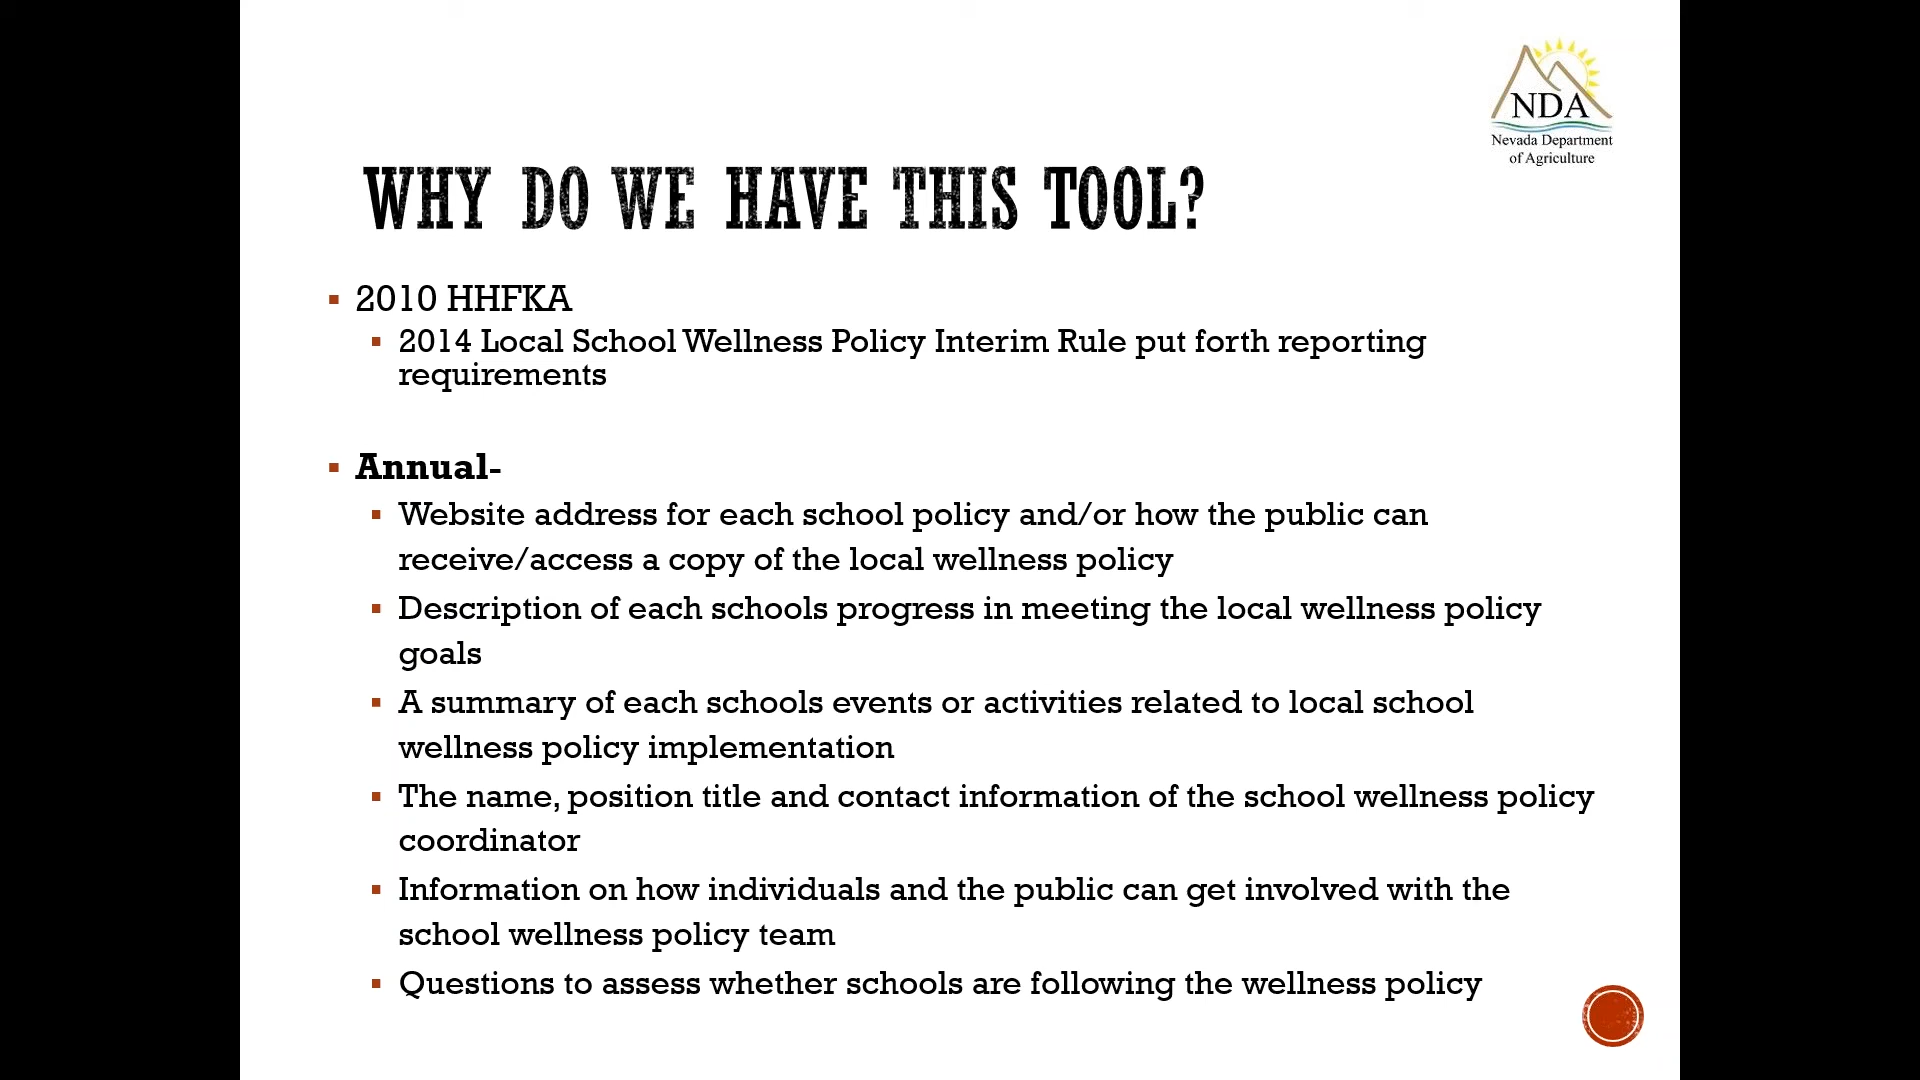 NDA
Nevada Department
of Agriculture
WHY DO WE HAVE THIS TOOL?
2010 HHFKA
2014 Local School Wellness Policy Interim Rule put forth reporting
requirements
Annual-
Website address for each school policy and/or how the public can
receive/access a copy of the local wellness policy
Description of each schools progress in meeting the local wellness policy
goals
A summary of each schools events or activities related to local school
wellness policy implementation
The name, position title and contact information of the school wellness policy
coordinator
Information on how individuals and the public can get involved with the
school wellness policy team
Questions to assess whether schools are following the wellness policy